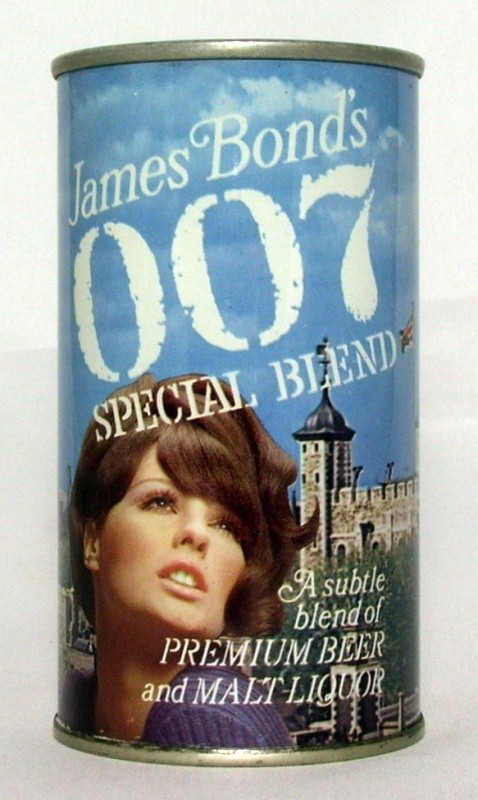 James Bond's
007
SPECIAL BLEND
A subtle
blend of
PREMIUM BEER
and MALT LIQUOR